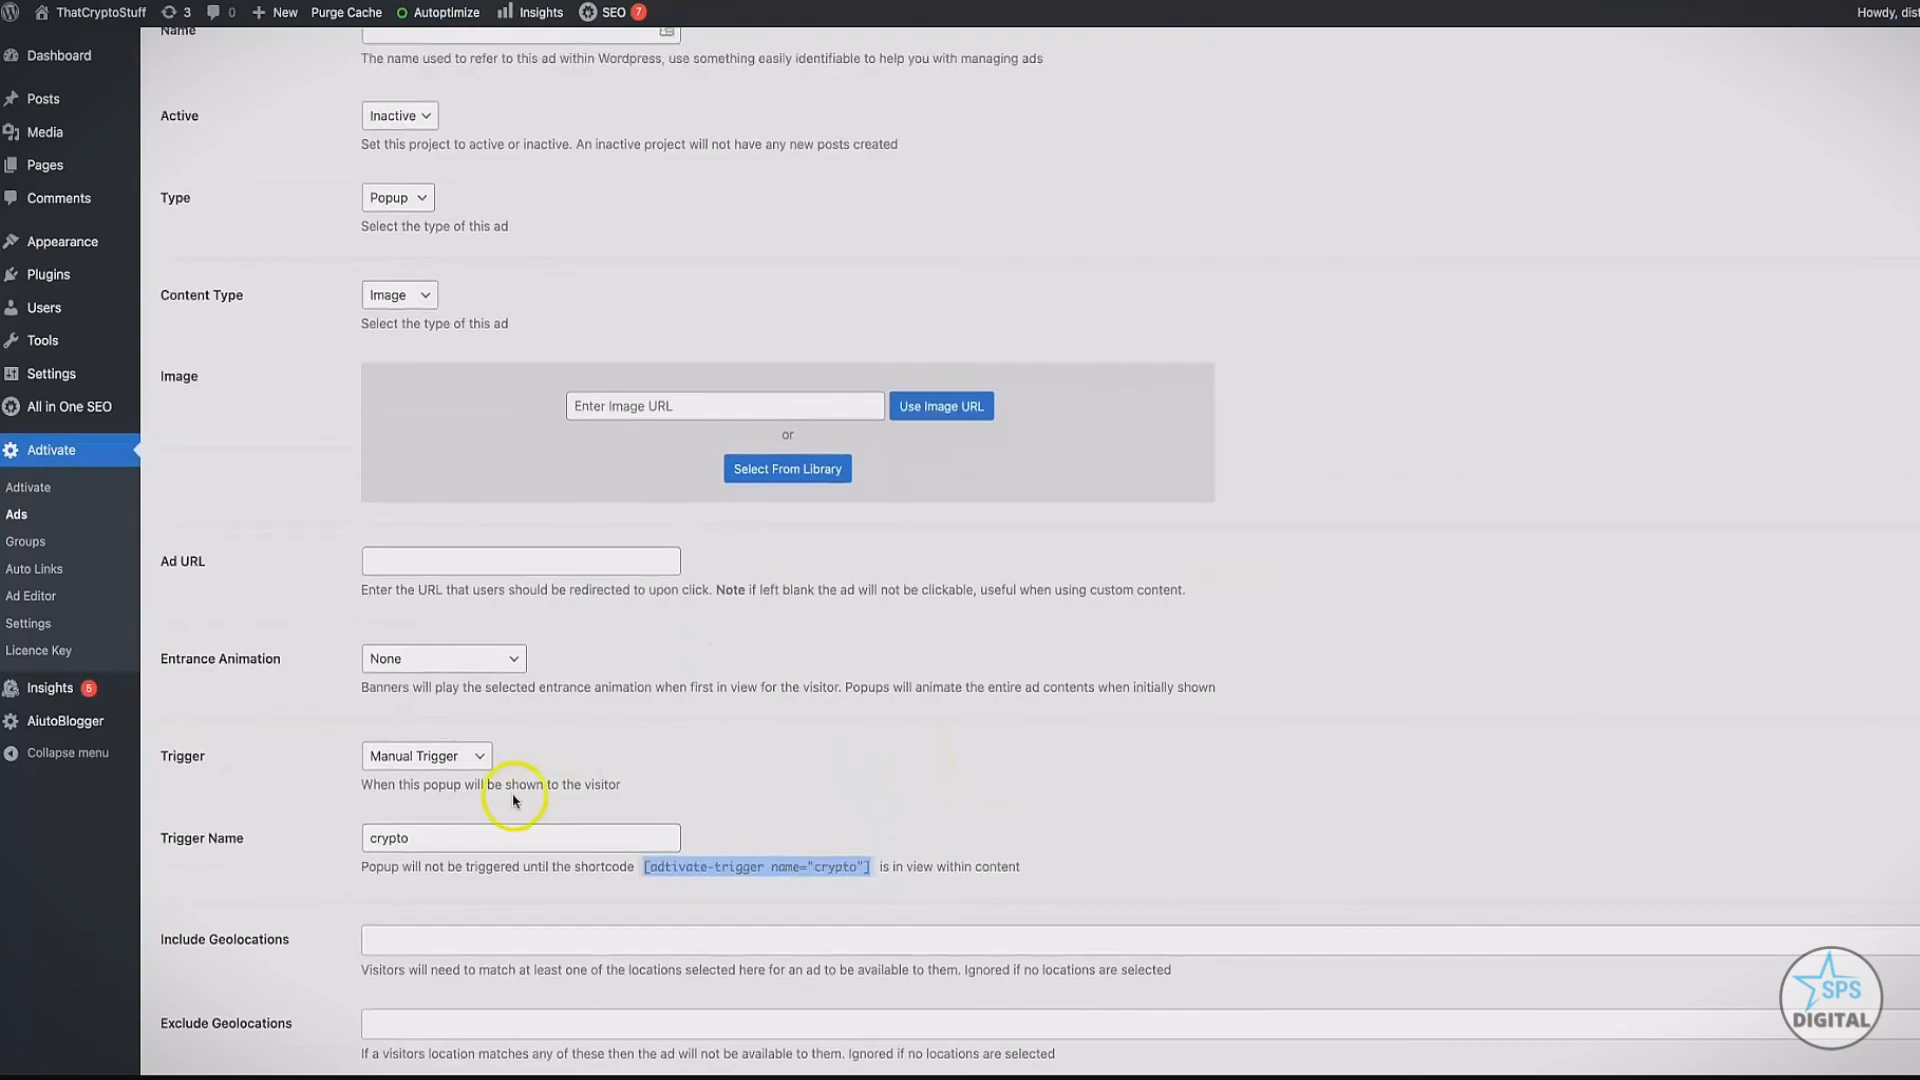 ThatCryptoStuff 3 0 New Purge Cache Autoptimize Insights SEO 7 Howdy, dist
Dashboard
Posts
Media
Pages
Comments
Appearance
Plugins
Users
Tools
Settings
All in One SEO
Adtivate
Adtivate
Ads
Groups
Auto Links
Ad Editor
Settings
Licence Key
Insights 5
AiutoBlogger
Collapse menu
Name
The name used to refer to this ad within Wordpress, use something easily identifiable to help you with managing ads
Active
Inactive
Set this project to active or inactive. An inactive project will not have any new posts created
Type
Popup
Select the type of this ad
Content Type
Image
Select the type of this ad
Image
Enter Image URL
Use Image URL
or
Select From Library
Ad URL
Enter the URL that users should be redirected to upon click. Note if left blank the ad will not be clickable, useful when using custom content.
Entrance Animation
None
Banners will play the selected entrance animation when first in view for the visitor. Popups will animate the entire ad contents when initially shown
Trigger
Manual Trigger
When this popup will be shown to the visitor
Trigger Name
crypto
Popup will not be triggered until the shortcode [adtivate-trigger name="crypto"] is in view within content
Include Geolocations
Visitors will need to match at least one of the locations selected here for an ad to be available to them. Ignored if no locations are selected
Exclude Geolocations
If a visitors location matches any of these then the ad will not be available to them. Ignored if no locations are selected
SPS
DIGITAL